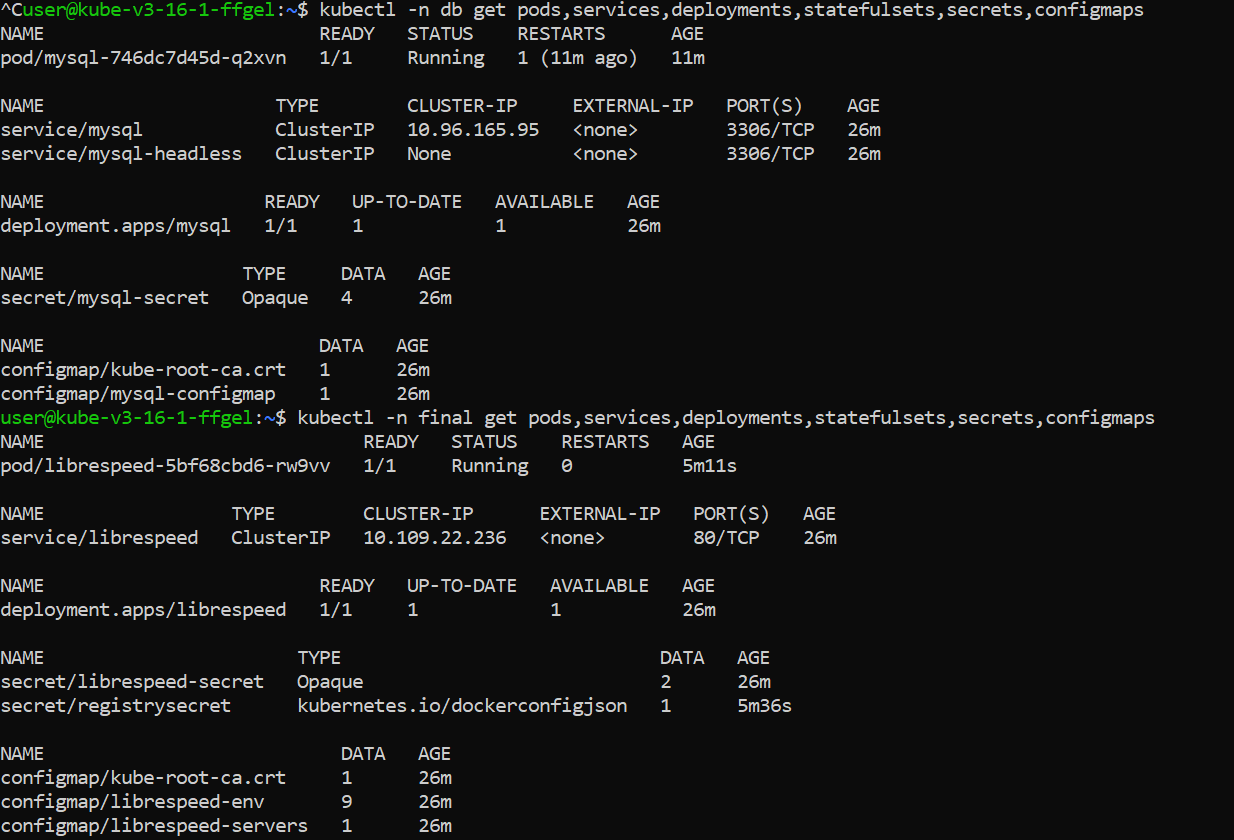 ^Cuser@kube-v3-16-1-ffgel:~$ kubectl -n db get pods,services,deployments,statefulsets,secrets,configmaps
NAME READY STATUS RESTARTS AGE
pod/mysql-746dc7d45d-q2xvn 1/1 Running 1 (11m ago) 11m
NAME TYPE CLUSTER-IP EXTERNAL-IP PORT(S) AGE
service/mysql ClusterIP 10.96.165.95 <none> 3306/TCP 26m
service/mysql-headless ClusterIP None <none> 3306/TCP 26m
NAME READY UP-TO-DATE AVAILABLE AGE
deployment.apps/mysql 1/1 1 1 26m
NAME TYPE DATA AGE
secret/mysql-secret Opaque 4 26m
NAME DATA AGE
configmap/kube-root-ca.crt 1 26m
configmap/mysql-configmap 1 26m
user@kube-v3-16-1-ffgel:~$ kubectl -n final get pods,services,deployments,statefulsets,secrets,configmaps
NAME READY STATUS RESTARTS AGE
pod/librespeed-5bf68cbd6-rw9vv 1/1 Running 0 5m11s
NAME TYPE CLUSTER-IP EXTERNAL-IP PORT(S) AGE
service/librespeed ClusterIP 10.109.22.236 <none> 80/TCP 26m
NAME READY UP-TO-DATE AVAILABLE AGE
deployment.apps/librespeed 1/1 1 1 26m
NAME TYPE DATA AGE
secret/librespeed-secret Opaque 2 26m
secret/registrysecret kubernetes.io/dockerconfigjson 1 5m36s
NAME DATA AGE
configmap/kube-root-ca.crt 1 26m
configmap/librespeed-env 9 26m
configmap/librespeed-servers 1 26m